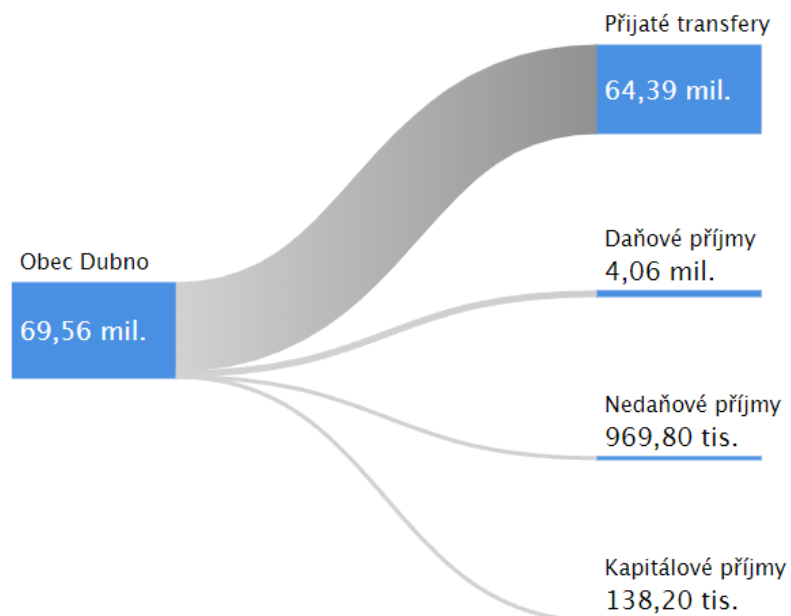 Přijaté transfery
64,39 mil.
Daňové příjmy
4,06 mil.
Obec Dubno
69,56 mil.
Nedaňové příjmy
969,80 tis.
Kapitálové příjmy
138,20 tis.